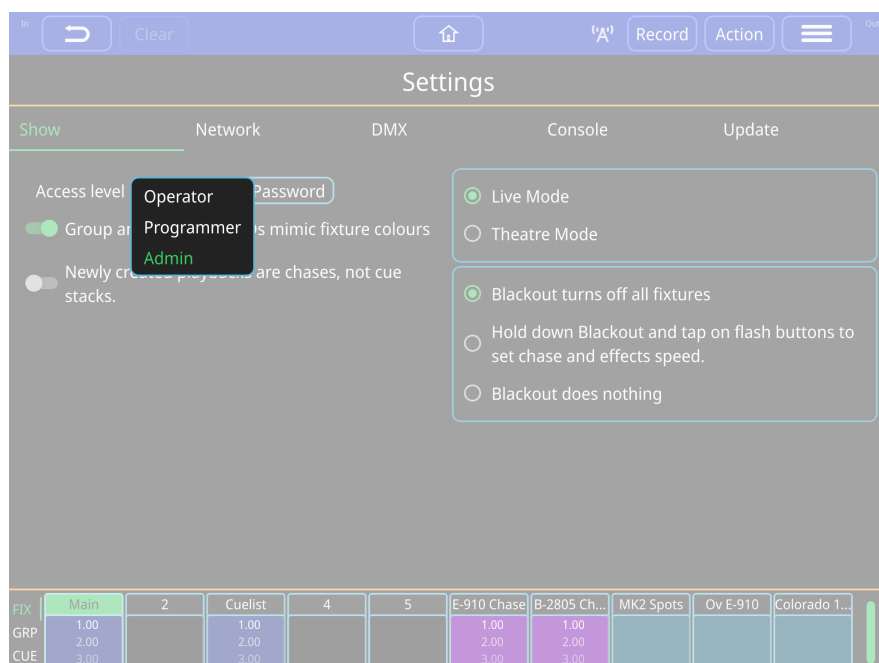 In
Clear
Record
Action
Out
Settings
Show
Network
DMX
Console
Update
Access level
Password
Operator
Programmer
Admin
Group an s mimic fixture colours
Newly created playbacks are chases, not cue
stacks.
Live Mode
Theatre Mode
Blackout turns off all fixtures
Hold down Blackout and tap on flash buttons to
set chase and effects speed.
Blackout does nothing
FIX
GRP
CUE
Main
1.00
2.00
3.00
2
Cuelist
1.00
2.00
3.00
4
5
E-910 Chase
1.00
2.00
3.00
B-2805 Ch...
1.00
2.00
3.00
MK2 Spots
Ov E-910
Colorado 1...